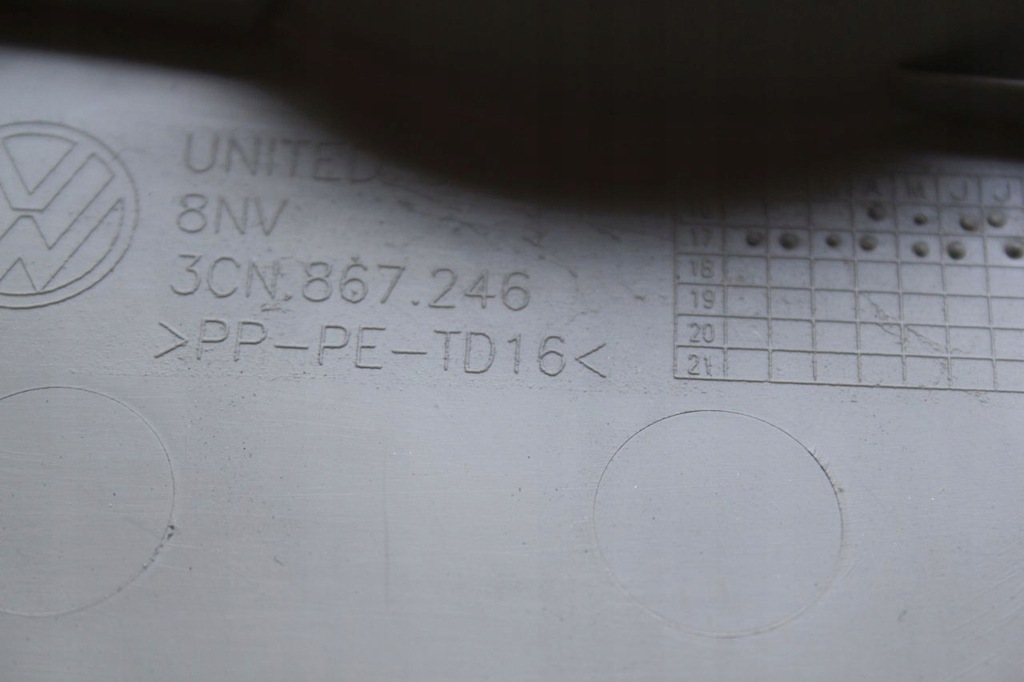 UNITED
8NV
3CN.867.246
>PP-PE-TD16<
A M J J
17
18
19
20
21